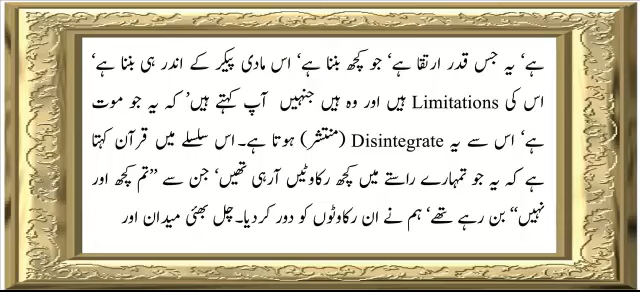 ہے‘ یہ جس قدر ارتقا ہے‘ جو کچھ بننا ہے‘ اس مادی پیکر کے اندر ہی بننا ہے‘
اس کی Limitations ہیں اور وہ ہیں جنہیں آپ کہتے ہیں’ کہ یہ جو موت
ہے‘ اس سے یہ Disintegrate (منتشر) ہوتا ہے۔ اس سلسلے میں قرآن کہتا
ہے کہ یہ جو تمہارے راستے میں کچھ رکاوٹیں آرہی تھیں‘ جن سے ’’تم کچھ اور
نہیں‘‘ بن رہے تھے‘ ہم نے ان رکاوٹوں کو دور کردیا۔ چل بھئی میدان اور